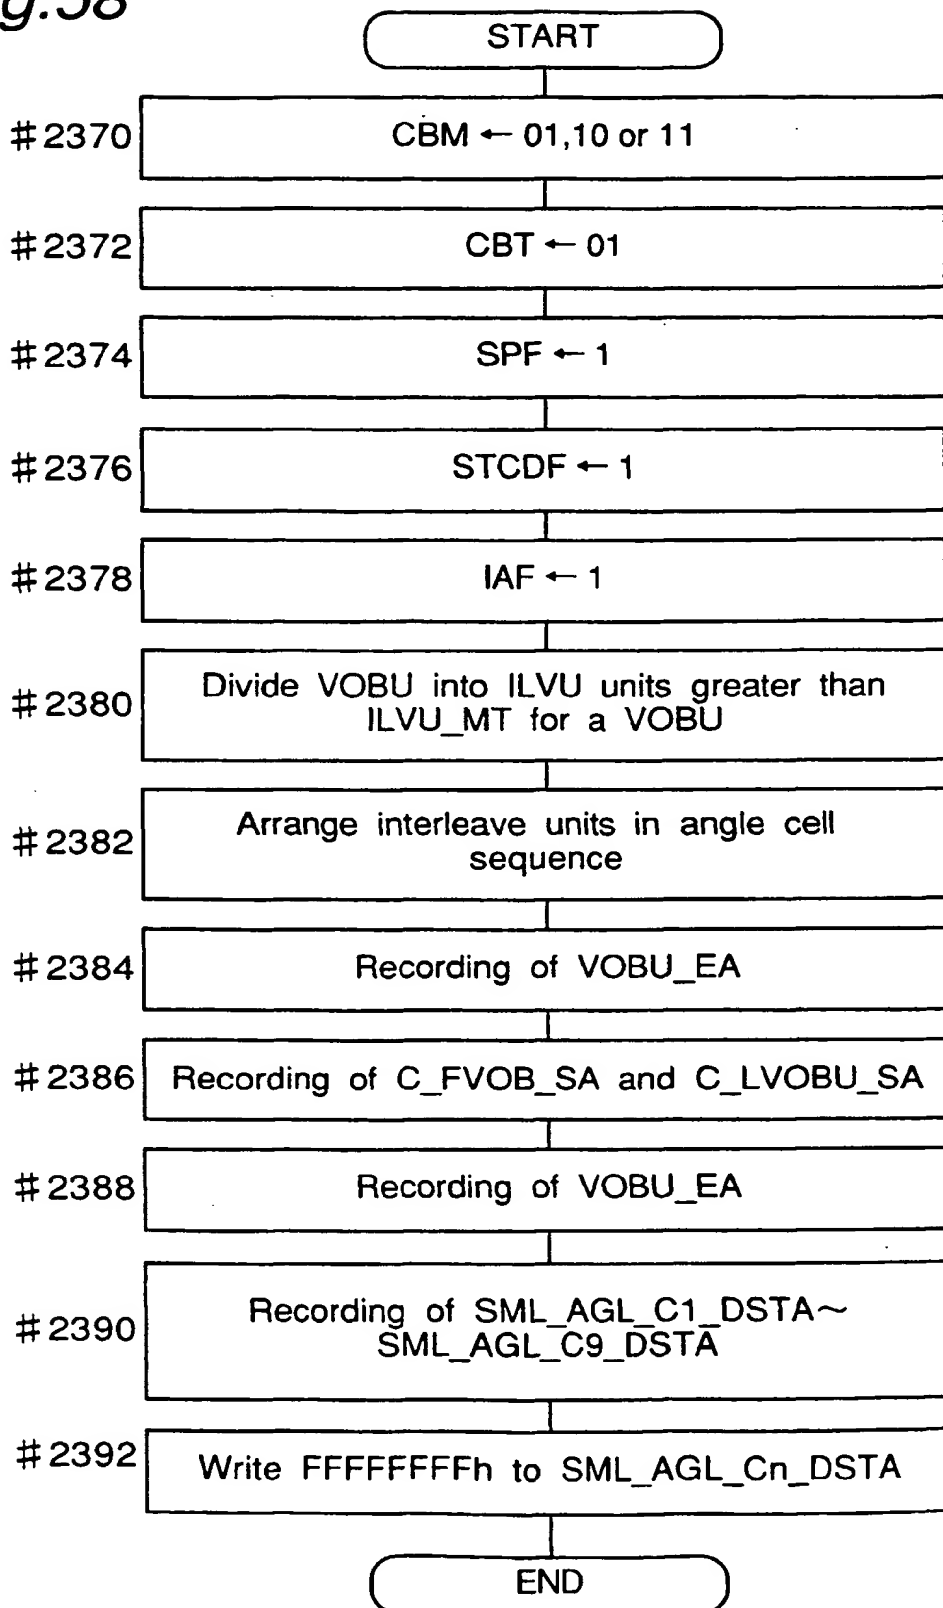 g.58
START
#2370 CBM ← 01,10 or 11
#2372 CBT ← 01
#2374 SPF ← 1
#2376 STCDF ← 1
#2378 IAF ← 1
#2380 Divide VOBU into ILVU units greater than
ILVU_MT for a VOBU
#2382 Arrange interleave units in angle cell
sequence
#2384 Recording of VOBU_EA
#2386 Recording of C_FVOB_SA and C_LVOBU_SA
#2388 Recording of VOBU_EA
#2390 Recording of SML_AGL_C1_DSTA~
SML_AGL_C9_DSTA
#2392 Write FFFFFFFFh to SML_AGL_Cn_DSTA
END